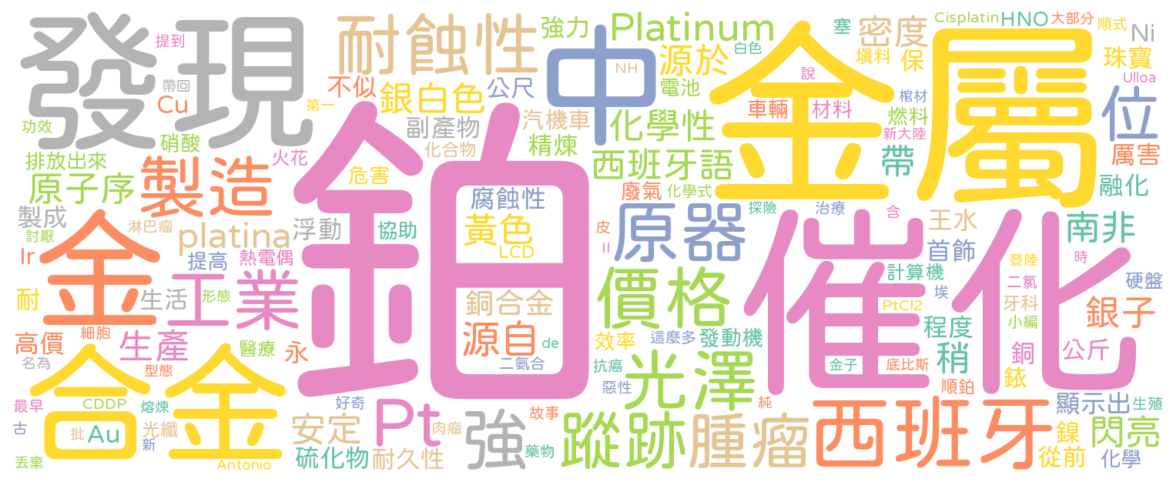 發現
提到
帶回
第一
Cu
硝酸
功效
火花
耐蝕性
強力
Platinum
中
NH
白色
塞
密度
Cisplatin
HNO
大部分
順式
Ni
不似
銀白色
公尺
源於
電池
金屬
填料
保
珠寶
Ulloa
說
車輛
材料
燃料
棺材
新大陸
位
厲害
副產物
汽機車
化合物
精煉
化學性
排放出來
原子序
製造
危害
鉑
西班牙語
廢氣
化學式
帶
融化
製成
討厭
淋巴瘤
platina
浮動
協助
腐蝕性
黃色
LCD
皮
II
原器
探險
治療
含
王水
首飾
南非
時
Ir
金
提高
熱電偶
工業
耐
生活
形態
銅合金
價格
催化
計算機
登陸
埃
二氯
硬盤
PtCl2
牙科
小編
銀子
高價
細胞
名為
生產
醫療
型態
永
源自
de
二氨合
效率
這麼多
發動機
程度
稍
銅
公斤
鉉
抗癌
惡性
光澤
金子
底比斯
純
順鉑
顯示出
生殖
最早
古
CDDP
合金
熔煉
光纖
批
Au
新
丟棄
Antonio
好奇
安定
Pt
肉瘤
硫化物
耐久性
強
故事
藥物
蹤跡
腫瘤
西班牙
鎳
從前
閃亮
化學